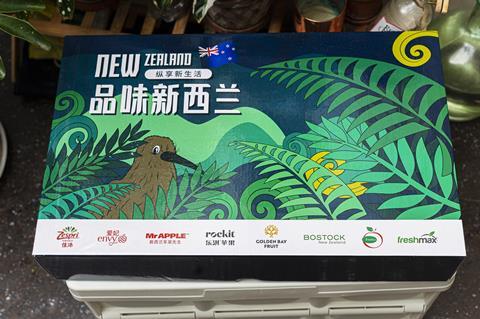 NEW ZEALAND
纵享新生活
品味新西兰
Zespri
佳沛
爱妃
envy
MR APPLE
新西兰苹果先生
rockit
乐淇苹果
GOLDEN BAY
FRUIT
BOSTOCK
New Zealand
freshmax